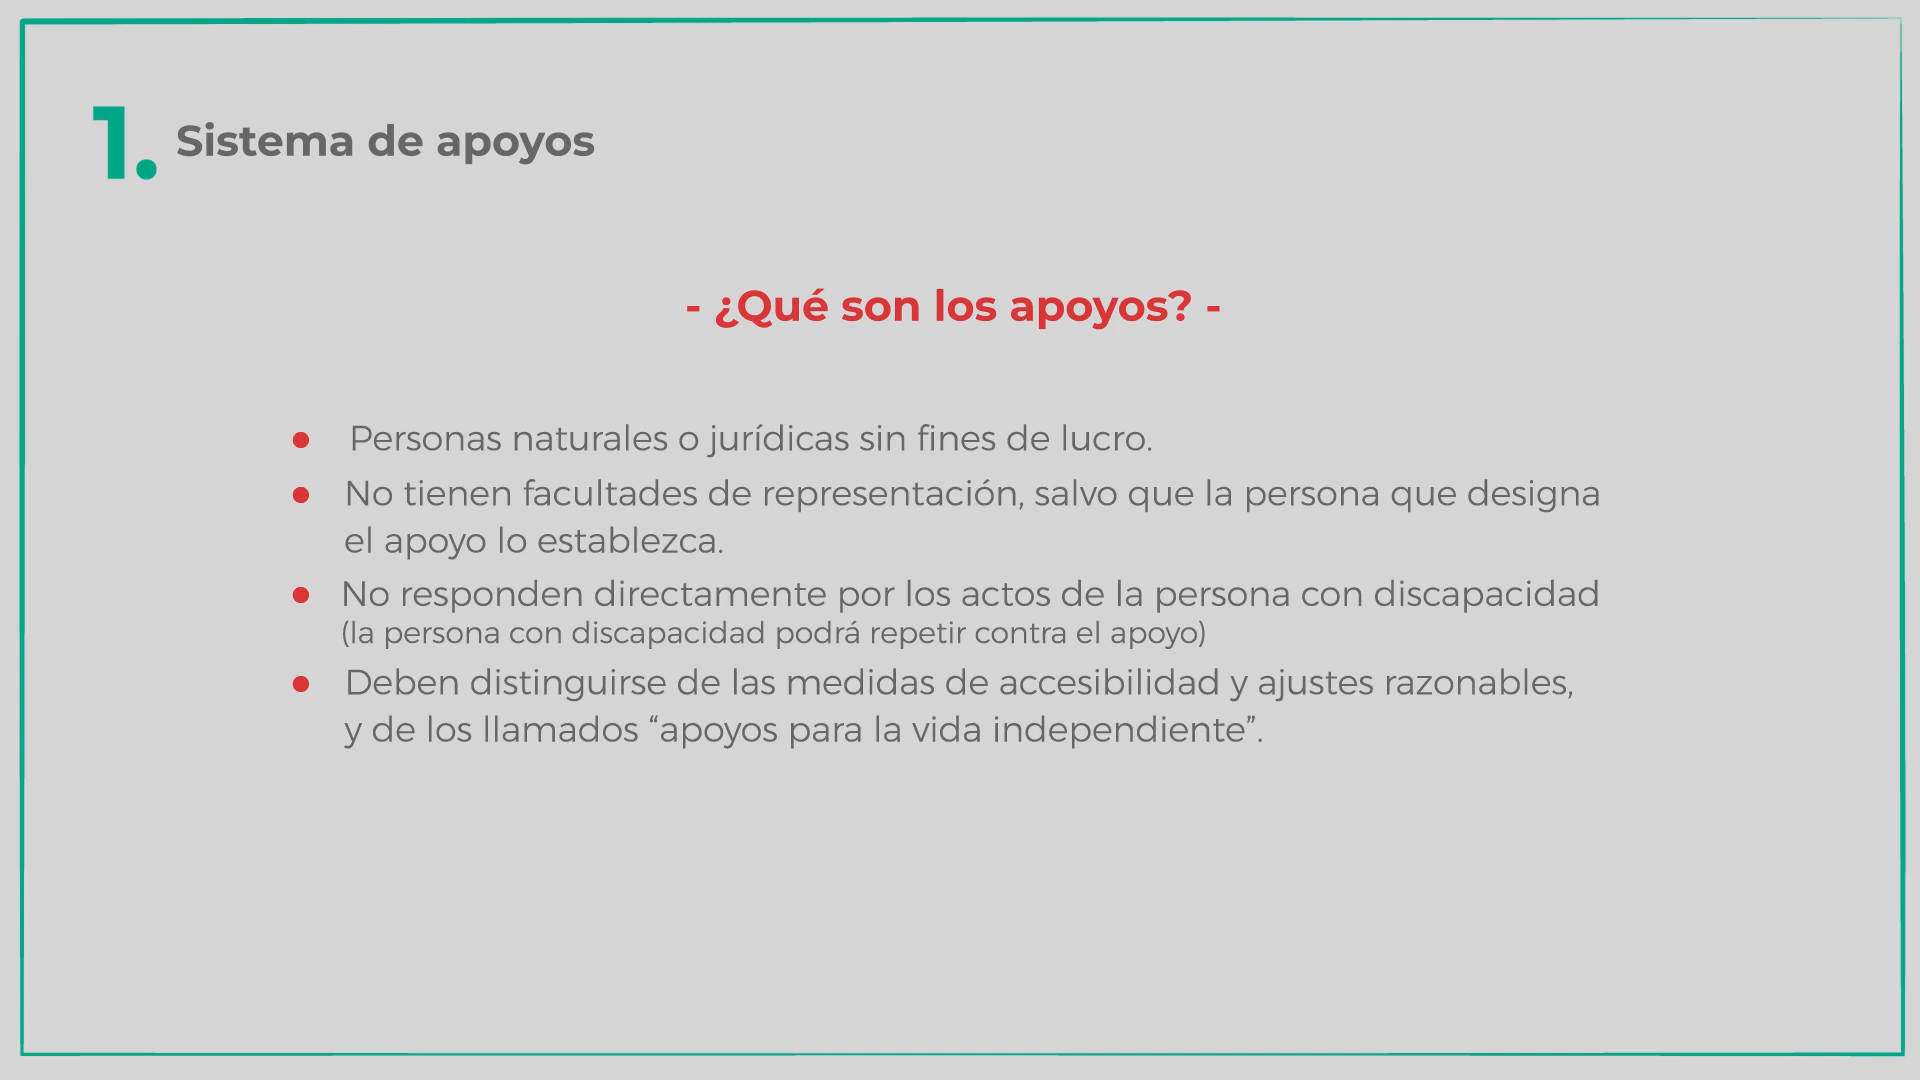 1. Sistema de apoyos
- ¿Qué son los apoyos? -
● Personas naturales o jurídicas sin fines de lucro.
● No tienen facultades de representación, salvo que la persona que designa
el apoyo lo establezca.
● No responden directamente por los actos de la persona con discapacidad
(la persona con discapacidad podrá repetir contra el apoyo)
● Deben distinguirse de las medidas de accesibilidad y ajustes razonables,
y de los llamados “apoyos para la vida independiente”.